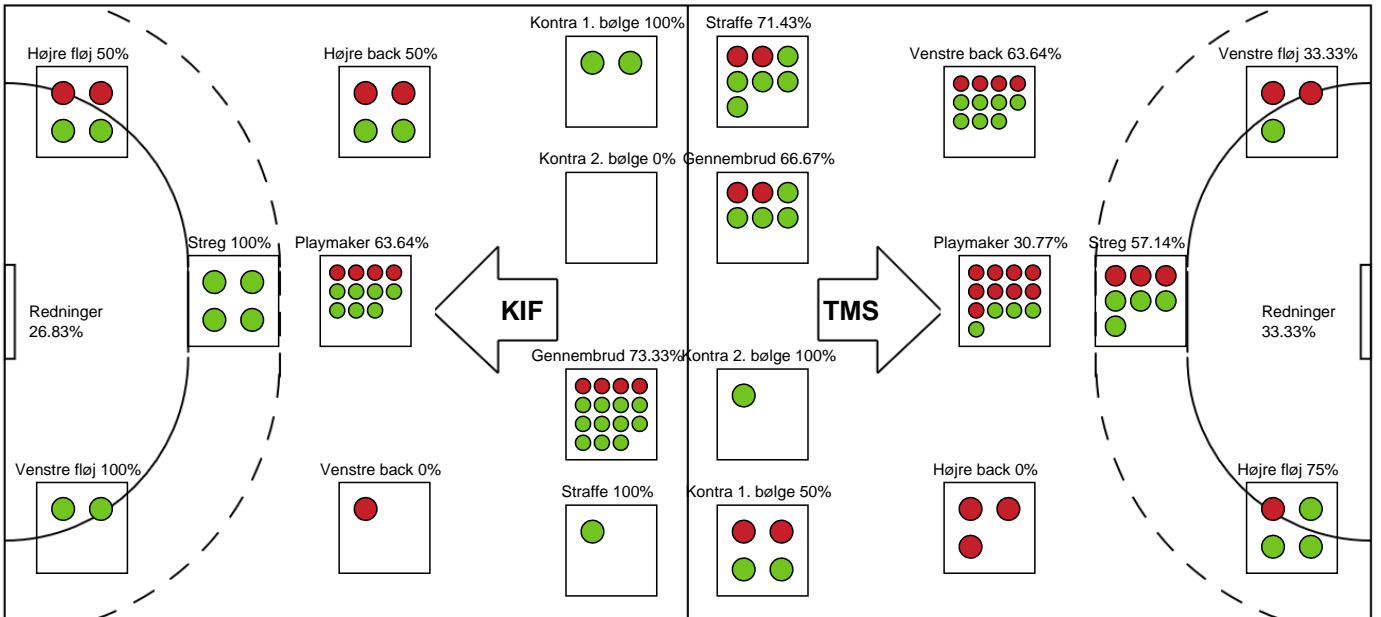 Kontra 1. bølge 100%
Straffe 71.43%
Højre fløj 50%
Højre back 50%
Venstre back 63.64%
Venstre fløj 33.33%
Kontra 2. bølge 0%
Gennembrud 66.67%
Streg 100%
Playmaker 63.64%
Playmaker 30.77%
Streg 57.14%
Redninger
26.83%
KIF
TMS
Redninger
33.33%
Gennembrud 73.33%
Kontra 2. bølge 100%
Venstre fløj 100%
Venstre back 0%
Straffe 100%
Kontra 1. bølge 50%
Højre back 0%
Højre fløj 75%